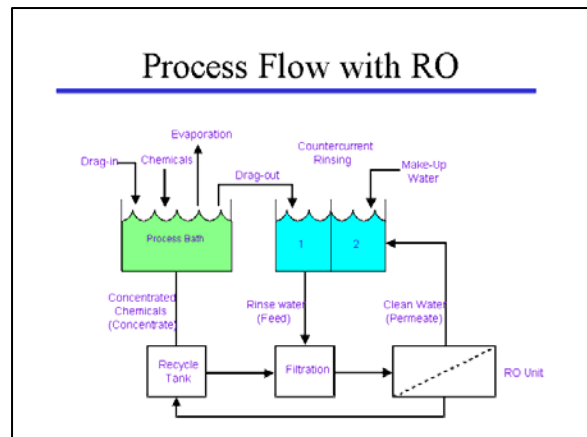 Process Flow with RO
Evaporation
Drag-in
Chemicals
Drag-out
Countercurrent
Rinsing
Make-Up
Water
Process Bath
1
2
Concentrated
Chemicals
(Concentrate)
Rinse water
(Feed)
Clean Water
(Permeate)
Recycle
Tank
Filtration
RO Unit